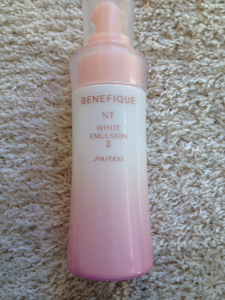 BENEFIQUE
NT
WHITE
EMULSION
II
SHISEIDO